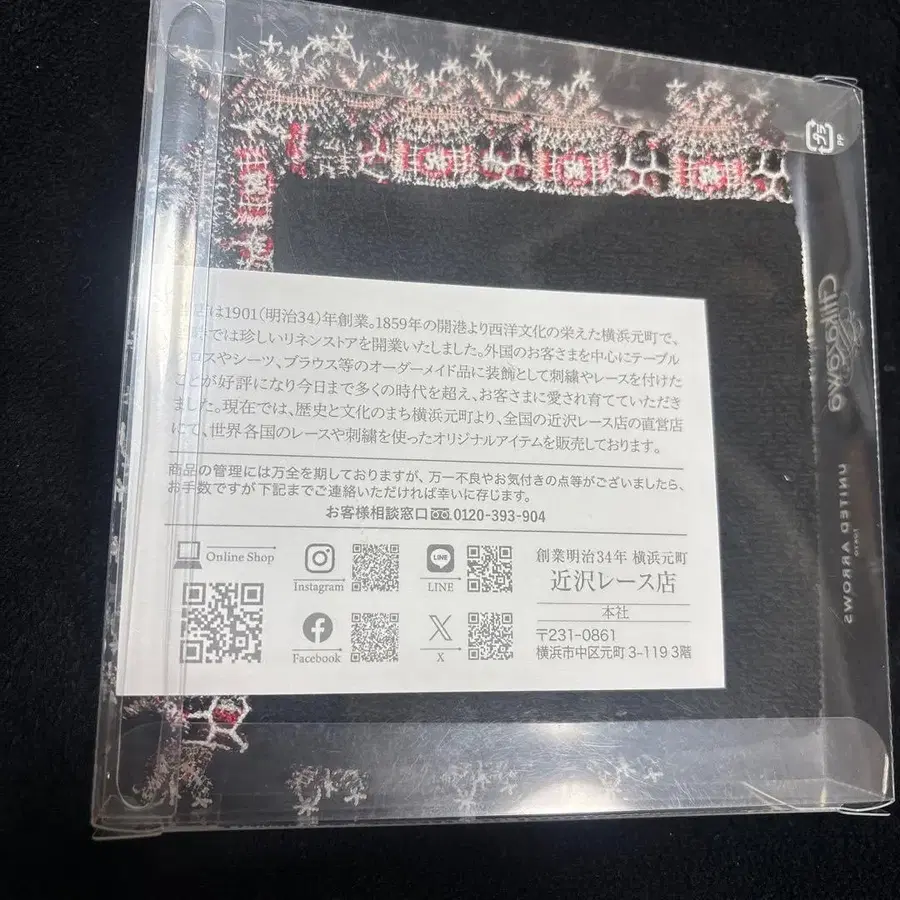 は1901(明治34)年創業。1859年の開港より西洋文化の栄えた横浜元町で、
では珍しいリネンストアを開業いたしました。外国のお客さまを中心にテーブル
クロスやシーツ、ブラウス等のオーダーメイド品に装飾として刺繍やレースを付けた
ことが好評になり今日まで多くの時代を超え、お客さまに愛され育てていただき
ました。現在では、歴史と文化のまち横浜元町より、全国の近沢レース店の直営店
にて、世界各国のレースや刺繍を使ったオリジナルアイテムを販売しております。
商品の管理には万全を期しておりますが、万一不良やお気付きの点等がございましたら、
お手数ですが下記までご連絡いただければ幸いに存じます。
お客様相談窓口 0120-393-904
Online Shop
Instagram
LINE
LINE
Facebook
X
創業明治34年 横浜元町
近沢レース店
本社
〒231-0861
横浜市中区元町 3-119 3階
プラ
PP
Chikazawa
UNITED ARROWS